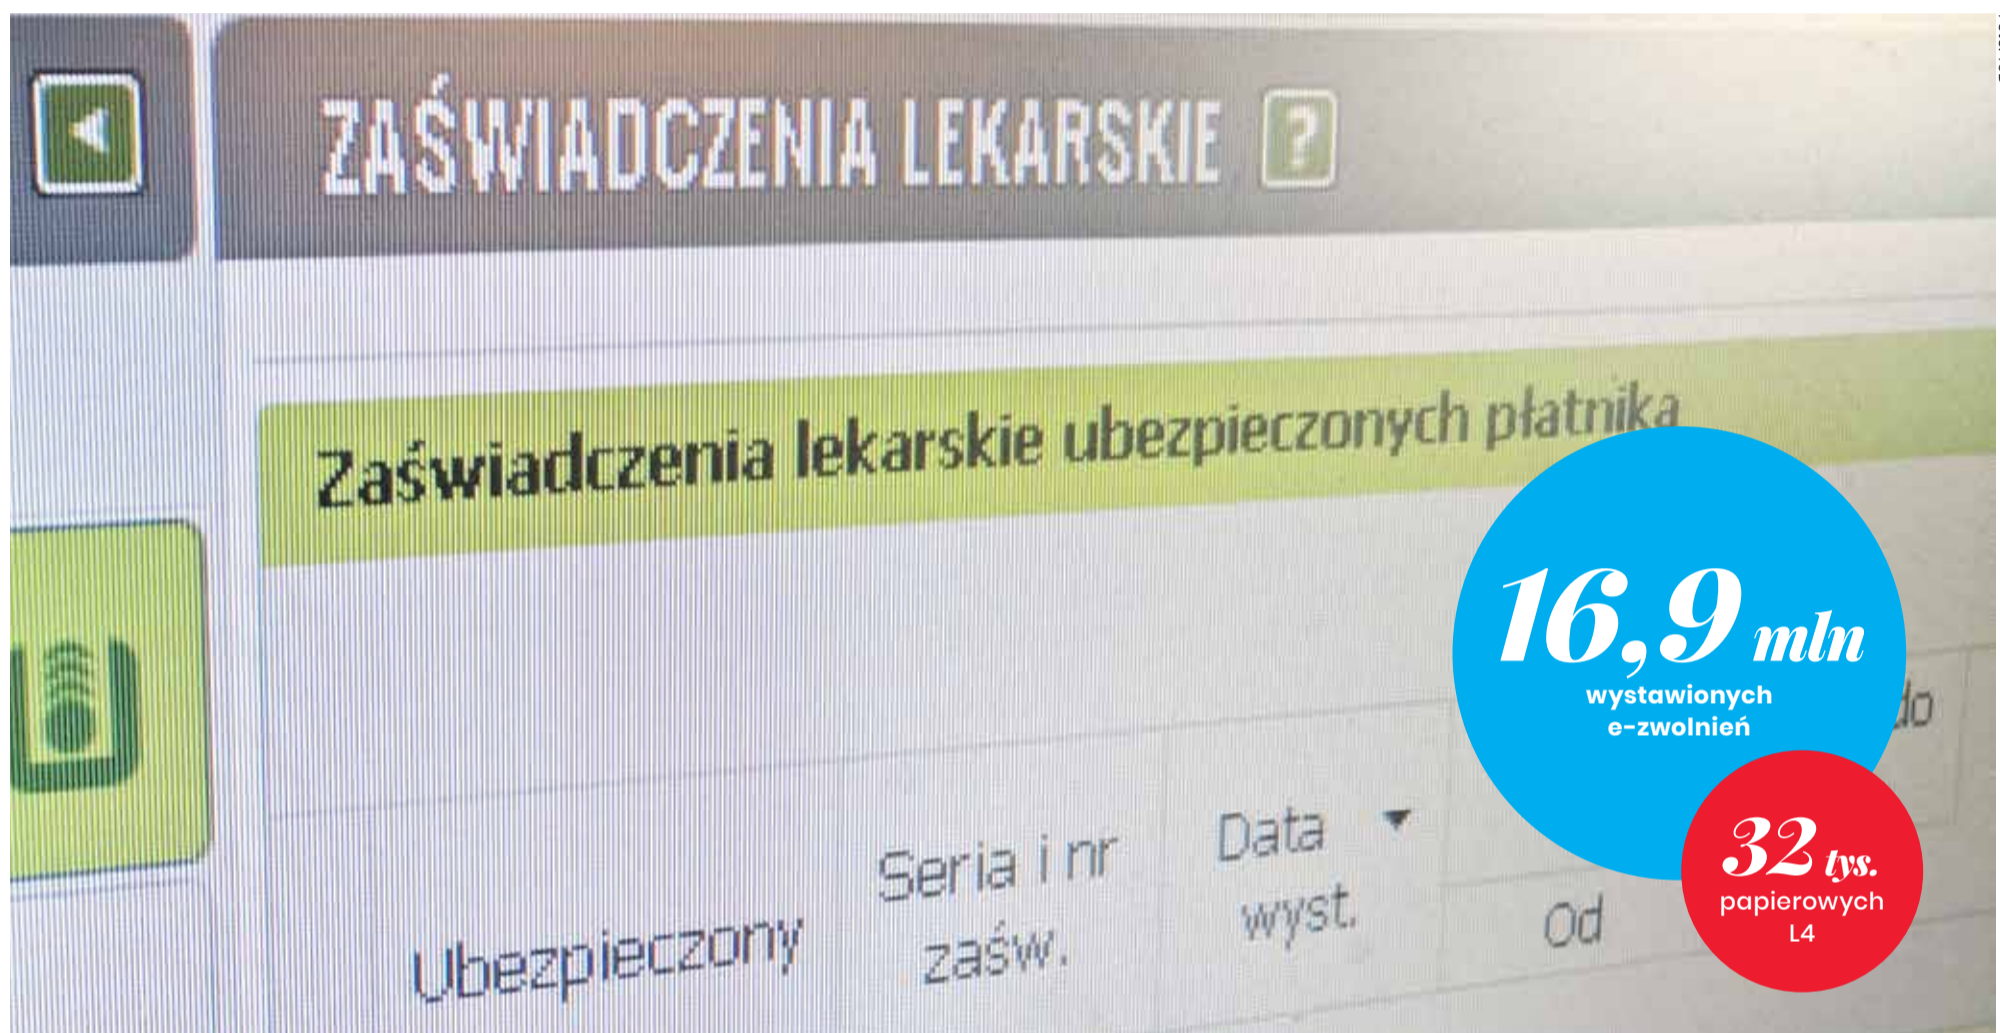 ZAŚWIADCZENIA LEKARSKIE ?
Zaświadczenia lekarskie ubezpieczonych płatnika
16,9 mln
wystawionych
e-zwolnień
do
32 tys.
papierowych
L4
Ubezpieczony
Seria i nr
zaśw.
Data
wyst.
Od